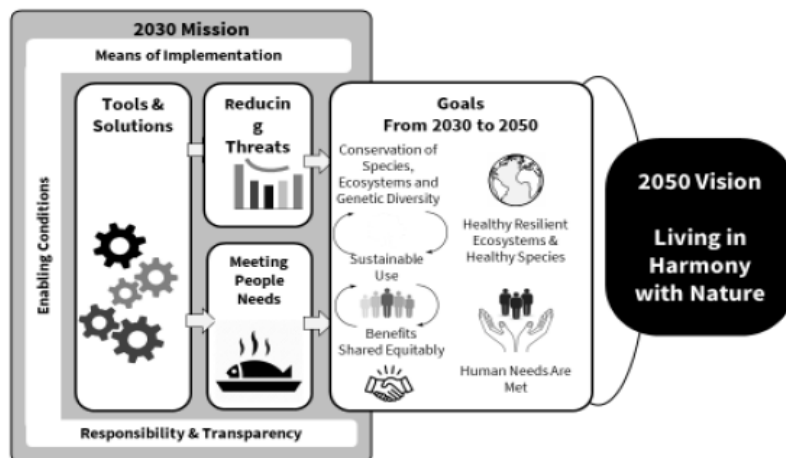 2030 Mission
Means of Implementation
Enabling Conditions
Tools &
Solutions
Reducin
g
Threats
Meeting
People
Needs
Responsibility & Transparency
Goals
From 2030 to 2050
Conservation of
Species,
Ecosystems and
Genetic Diversity
Sustainable
Use
Benefits
Shared Equitably
Healthy Resilient
Ecosystems &
Healthy Species
Human Needs Are
Met
2050 Vision
Living in
Harmony
with Nature